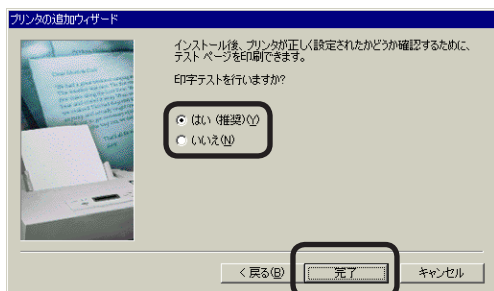 プリンタの追加ウィザード
インストール後、プリンタが正しく設定されたかどうか確認するために、
テスト ページを印刷できます。
印字テストを行いますか?
はい (推奨)(Y)
いいえ(N)
< 戻る(B)
完了
キャンセル